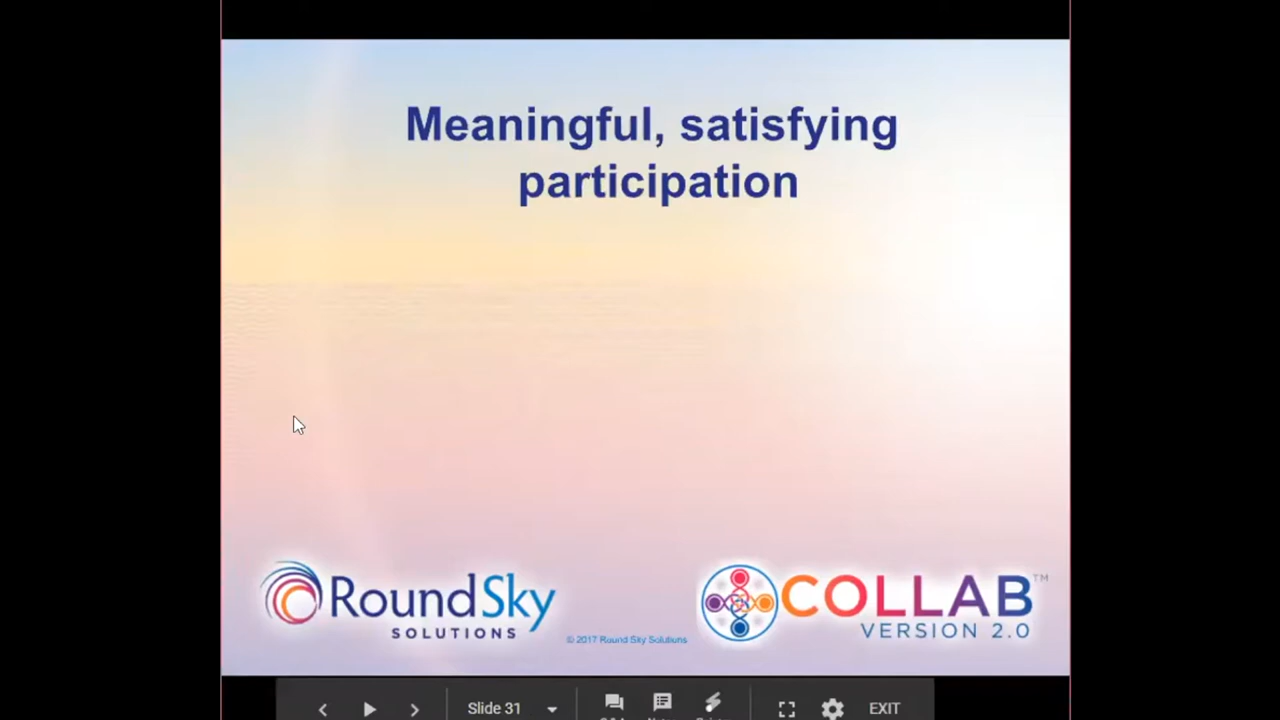 Meaningful, satisfying
participation
RoundSky
SOLUTIONS
© 2017 Round Sky Solutions
COLLAB™
VERSION 2.0
Slide 31
EXIT